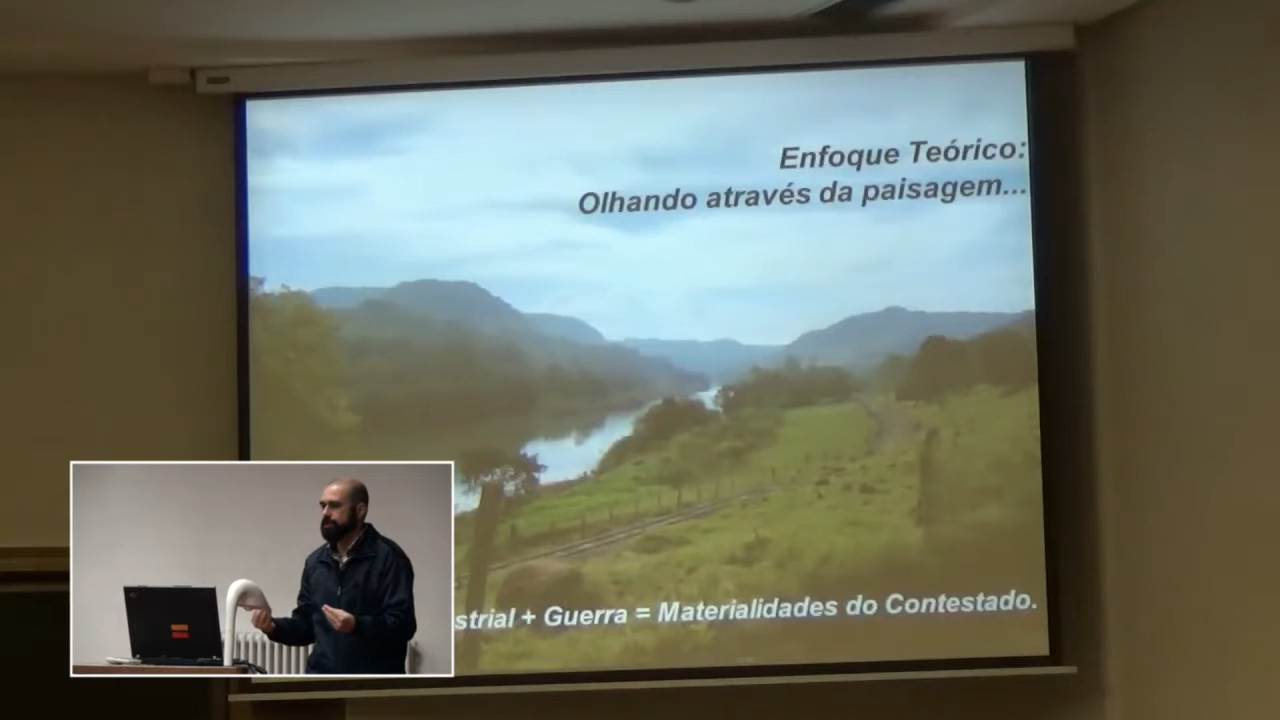 Enfoque Teórico:
Olhando através da paisagem...
strial + Guerra = Materialidades do Contestado.